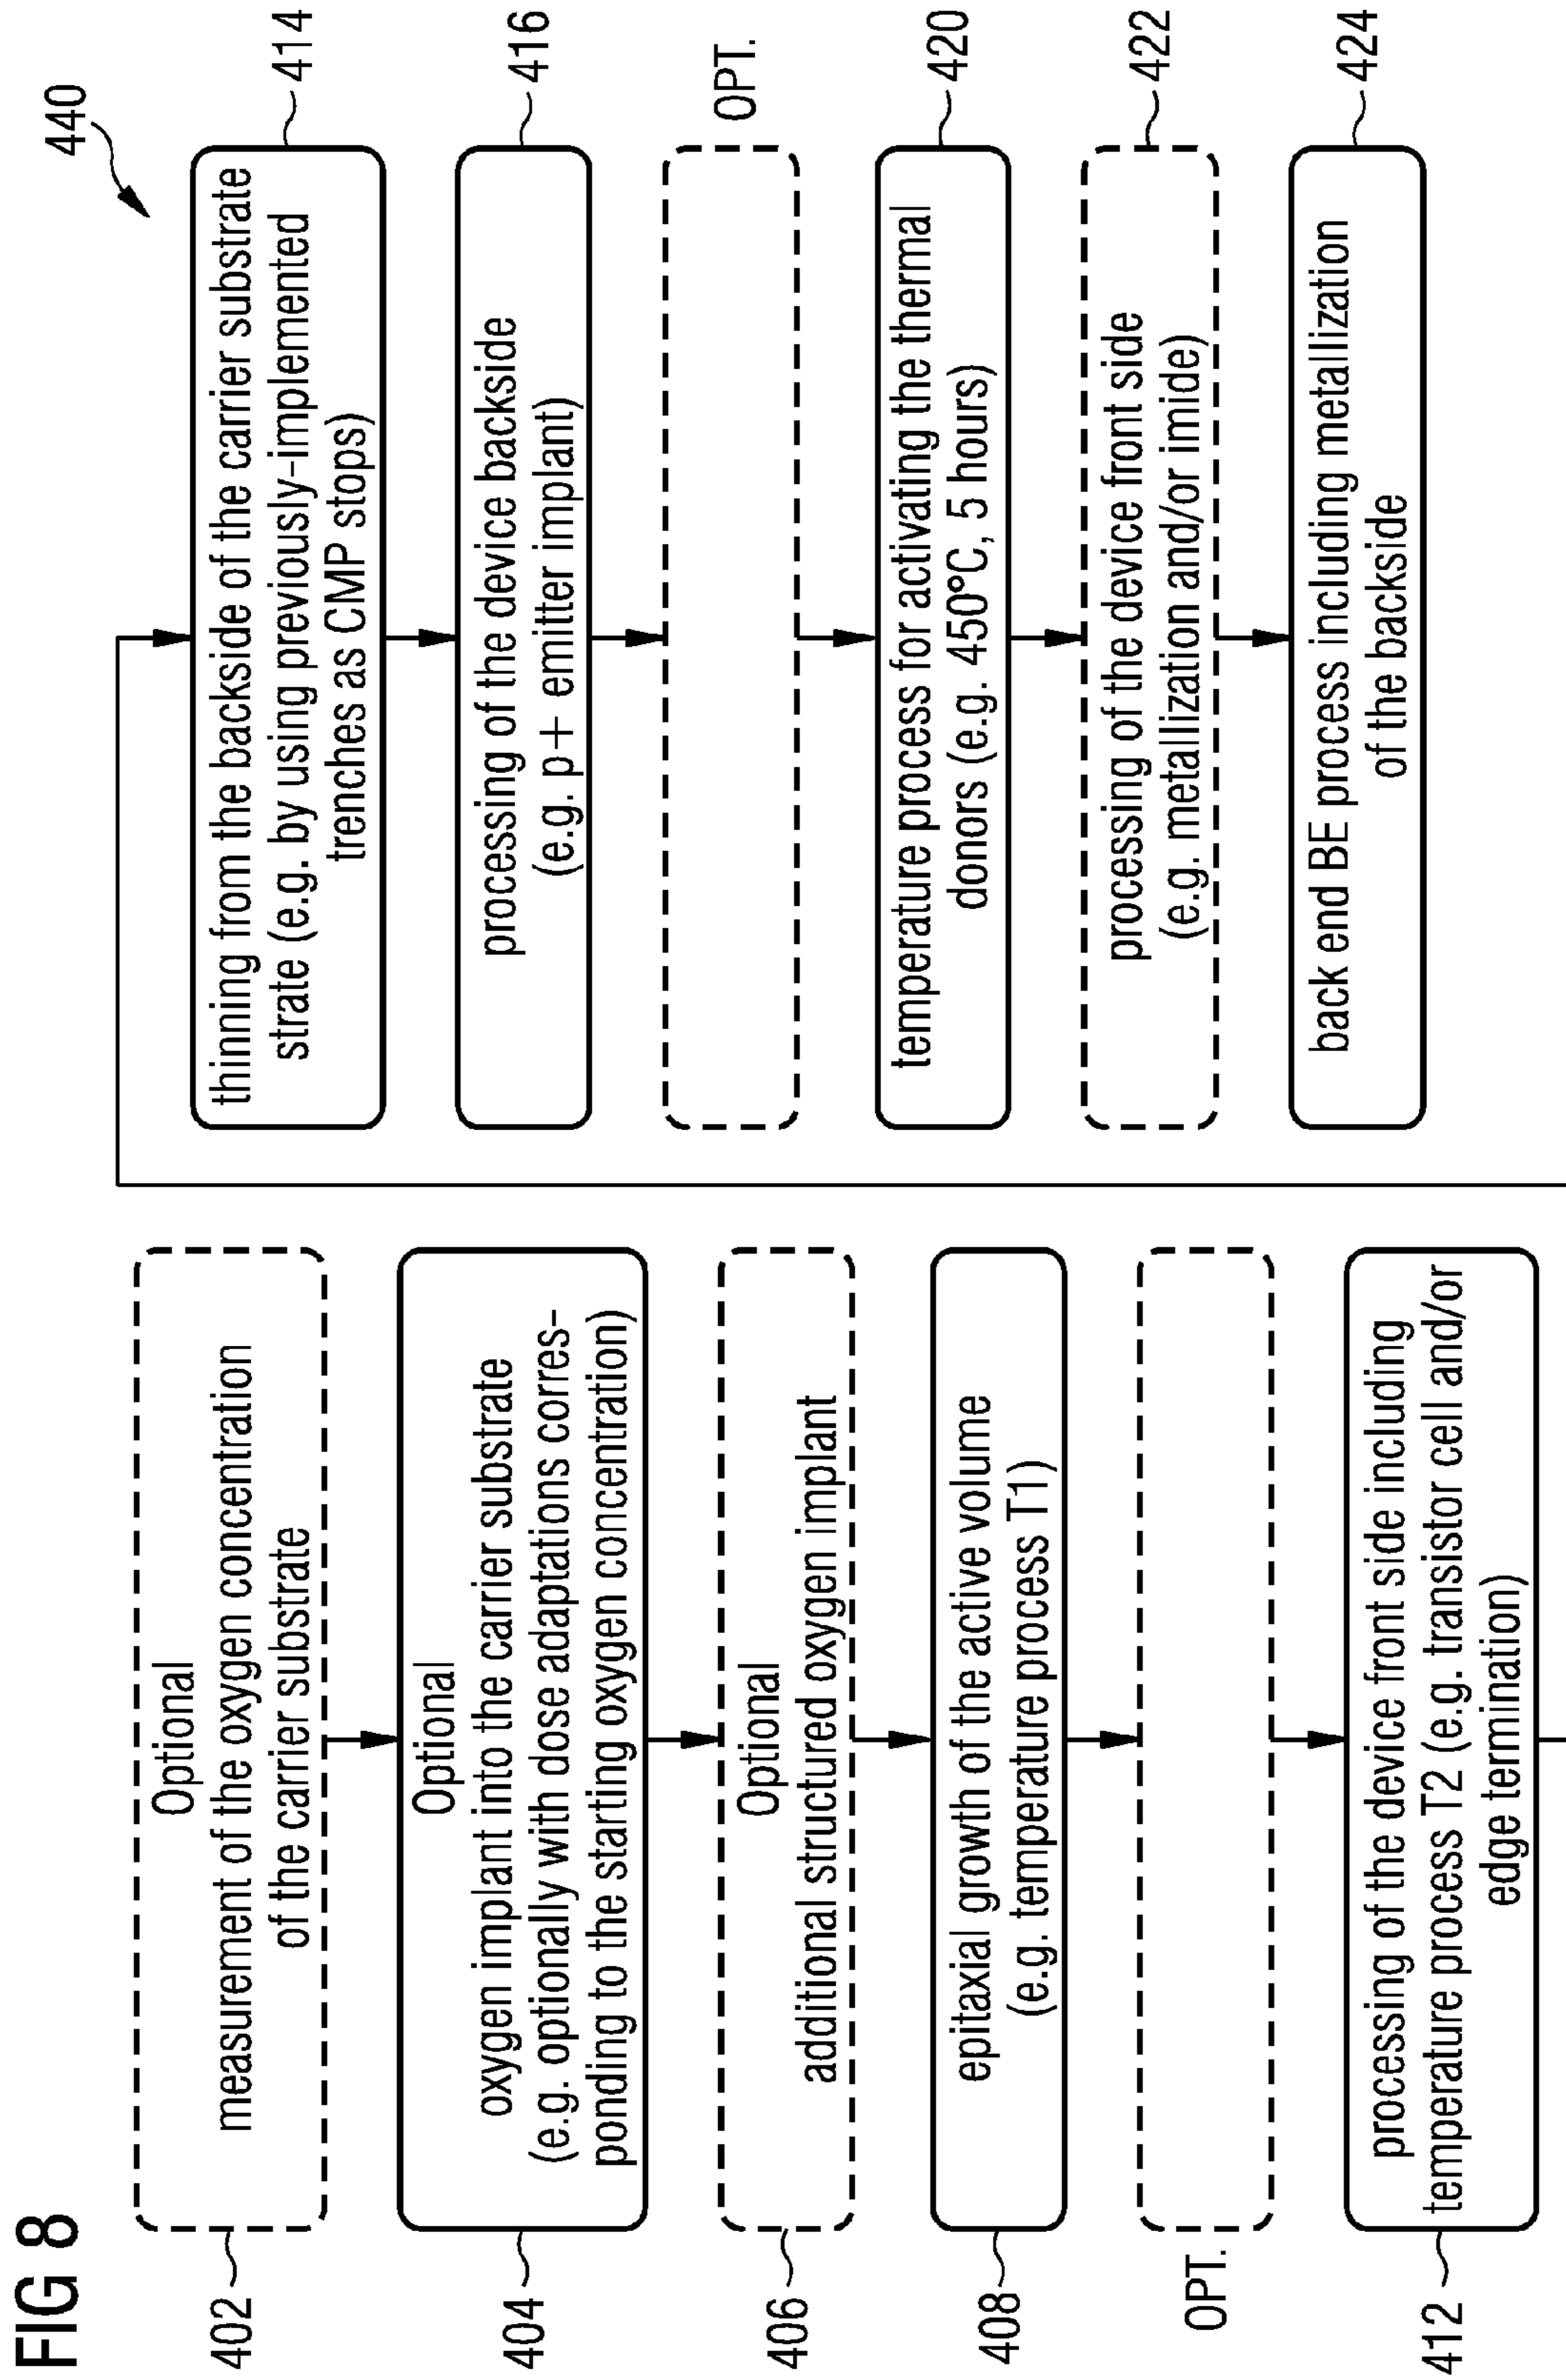 FIG 8
440
402
Optional
measurement of the oxygen concentration
of the carrier substrate
404
Optional
oxygen implant into the carrier substrate
(e.g. optionally with dose adaptations corres-
ponding to the starting oxygen concentration)
406
Optional
additional structured oxygen implant
408
epitaxial growth of the active volume
(e.g. temperature process T1)
OPT.
412
processing of the device front side including
temperature process T2 (e.g. transistor cell and/or
edge termination)
thinning from the backside of the carrier substrate
strate (e.g. by using previously-implemented
trenches as CMP stops)
414
processing of the device backside
(e.g. p+ emitter implant)
416
OPT.
temperature process for activating the thermal
donors (e.g. 450°C, 5 hours)
420
processing of the device front side
(e.g. metallization and/or imide)
422
back end BE process including metallization
of the backside
424